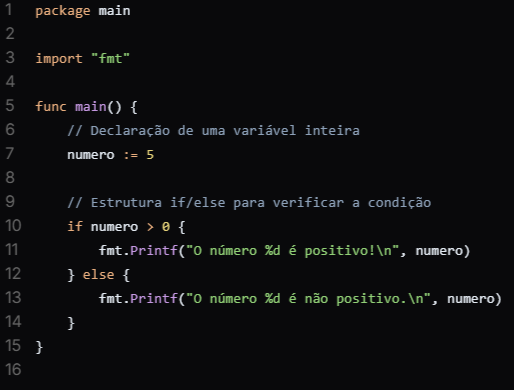 1 package main
2
3 import "fmt"
4
5 func main() {
6     // Declaração de uma variável inteira
7     numero := 5
8
9     // Estrutura if/else para verificar a condição
10     if numero > 0 {
11         fmt.Printf("O número %d é positivo!\n", numero)
12     } else {
13         fmt.Printf("O número %d é não positivo.\n", numero)
14     }
15 }
16